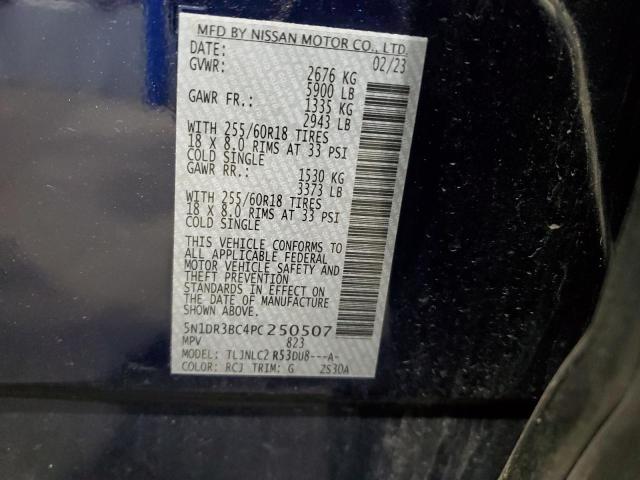 MFD BY NISSAN MOTOR CO., LTD.
DATE: 02/23
GVWR: 2676 KG
5900 LB
GAWR FR.: 1335 KG
2943 LB
WITH 255/60R18 TIRES
18 X 8.0 RIMS AT 33 PSI
COLD SINGLE
GAWR RR.: 1530 KG
3373 LB
WITH 255/60R18 TIRES
18 X 8.0 RIMS AT 33 PSI
COLD SINGLE
THIS VEHICLE CONFORMS TO
ALL APPLICABLE FEDERAL
MOTOR VEHICLE SAFETY AND
THEFT PREVENTION
STANDARDS IN EFFECT ON
THE DATE OF MANUFACTURE
SHOWN ABOVE.
5N1DR3BC4PC250507
MPV 823
MODEL: TLJNLC2 R53DU8---A-
COLOR: RCJ TRIM: G 2S30A